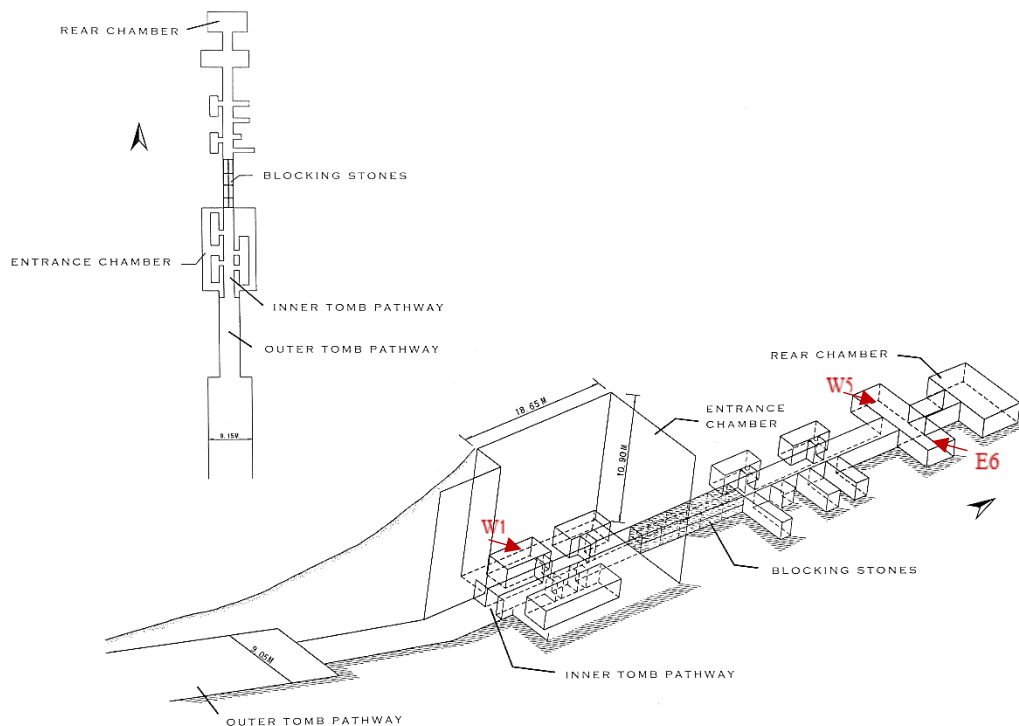 REAR CHAMBER
BLOCKING STONES
ENTRANCE CHAMBER
INNER TOMB PATHWAY
OUTER TOMB PATHWAY
9.15M
REAR CHAMBER
W5
18.65M
ENTRANCE
CHAMBER
10.90M
E6
W1
BLOCKING STONES
9.05M
INNER TOMB PATHWAY
OUTER TOMB PATHWAY